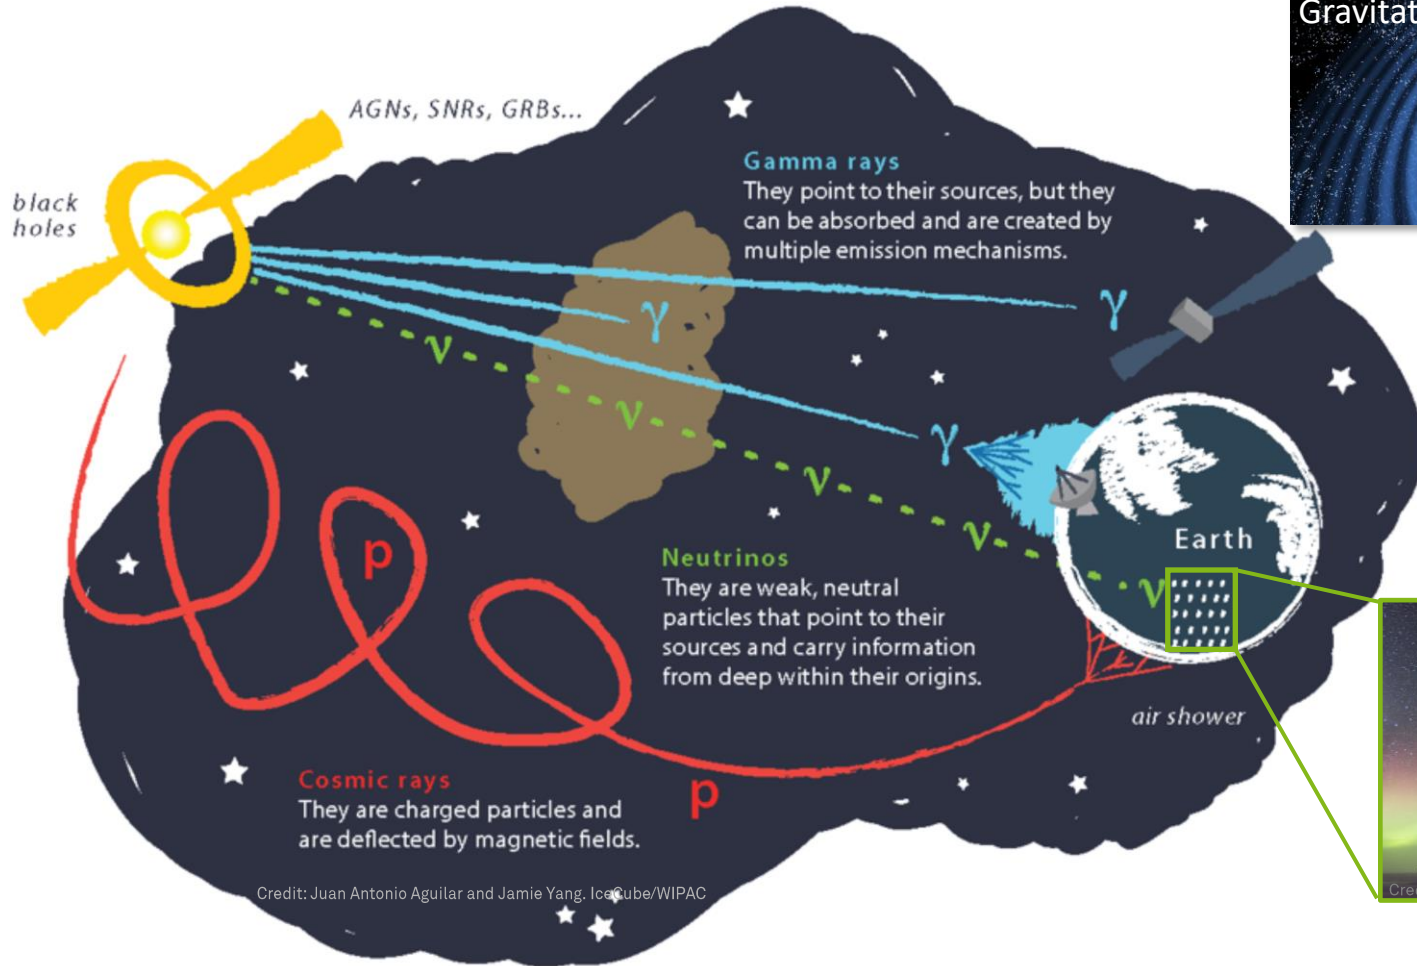 Gravitat
AGNs, SNRs, GRBs...
black
holes
Gamma rays
They point to their sources, but they
can be absorbed and are created by
multiple emission mechanisms.
γ
γ
ν
ν
γ
ν
p
ν
Earth
Neutrinos
They are weak, neutral
particles that point to their
sources and carry information
from deep within their origins.
ν
air shower
Cosmic rays
They are charged particles and
are deflected by magnetic fields.
p
Credit: Juan Antonio Aguilar and Jamie Yang. IceCube/WIPAC
Cre